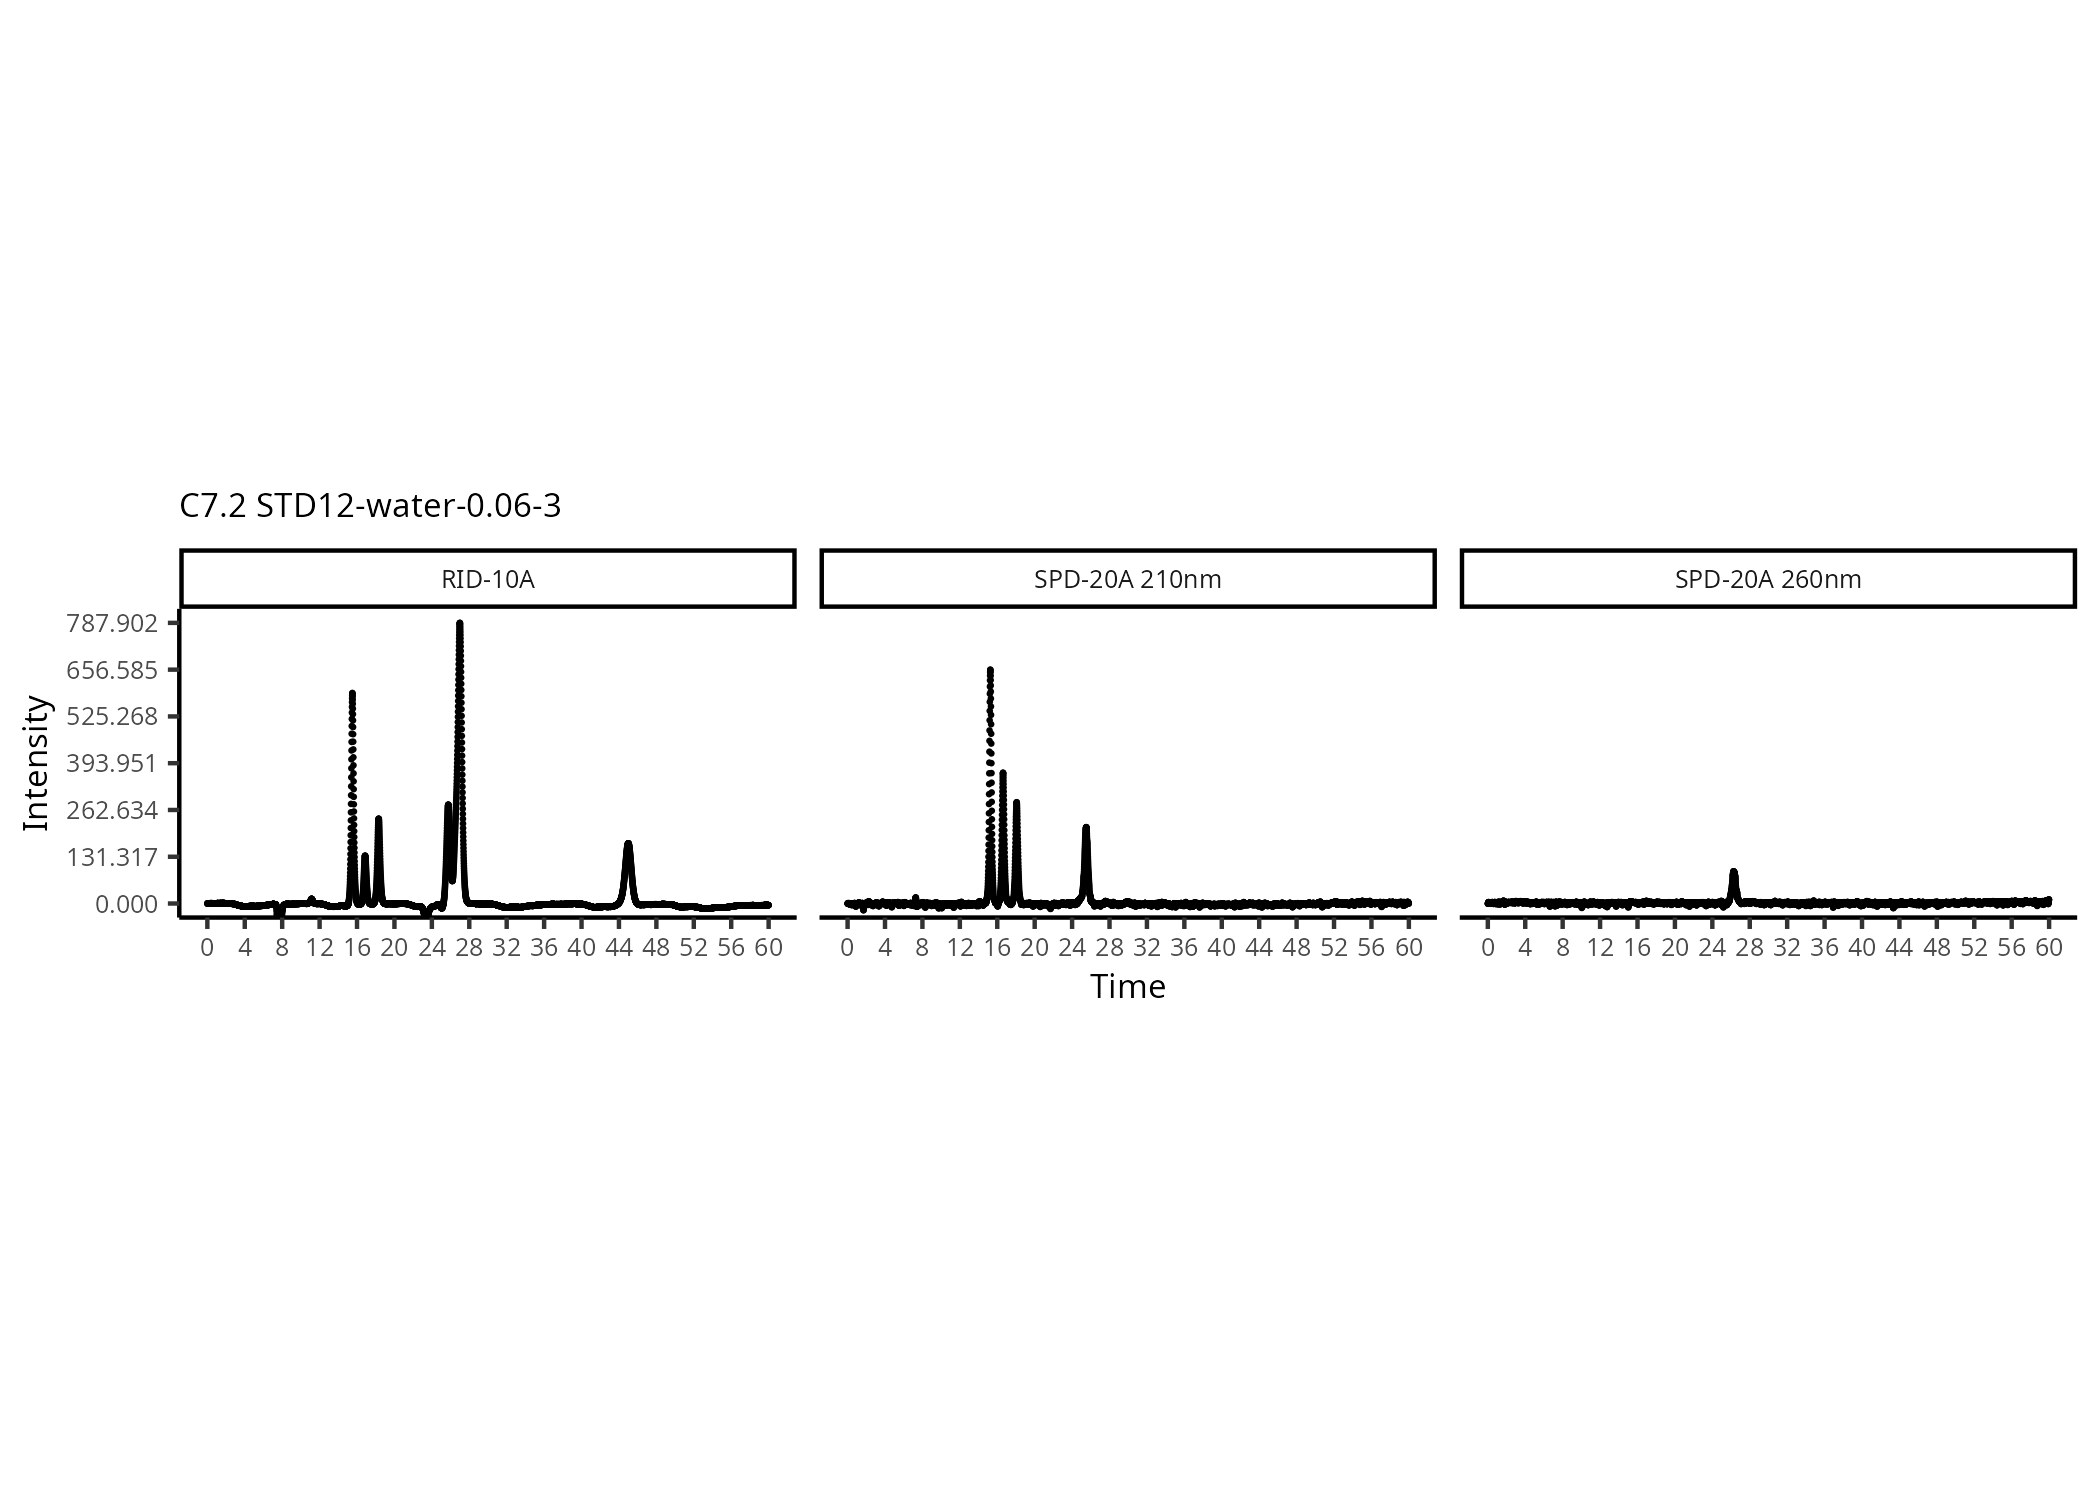 C7.2 STD12-water-0.06-3
RID-10A
SPD-20A 210nm
SPD-20A 260nm
Intensity
787.902
656.585
525.268
393.951
262.634
131.317
0.000
0 4 8 12 16 20 24 28 32 36 40 44 48 52 56 60
0 4 8 12 16 20 24 28 32 36 40 44 48 52 56 60
0 4 8 12 16 20 24 28 32 36 40 44 48 52 56 60
Time